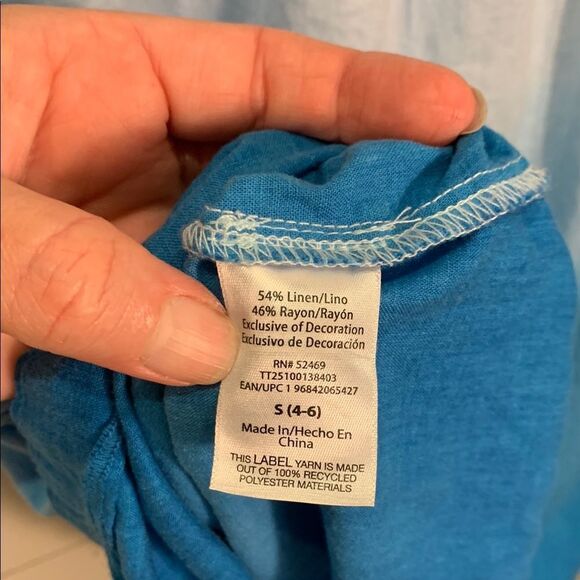 54% Linen/Lino
46% Rayon/Rayón
Exclusive of Decoration
Exclusivo de Decoración
RN# 52469
TT25100138403
EAN/UPC 1 96842065427
S (4-6)
Made In/Hecho En
China
THIS LABEL YARN IS MADE
OUT OF 100% RECYCLED
POLYESTER MATERIALS